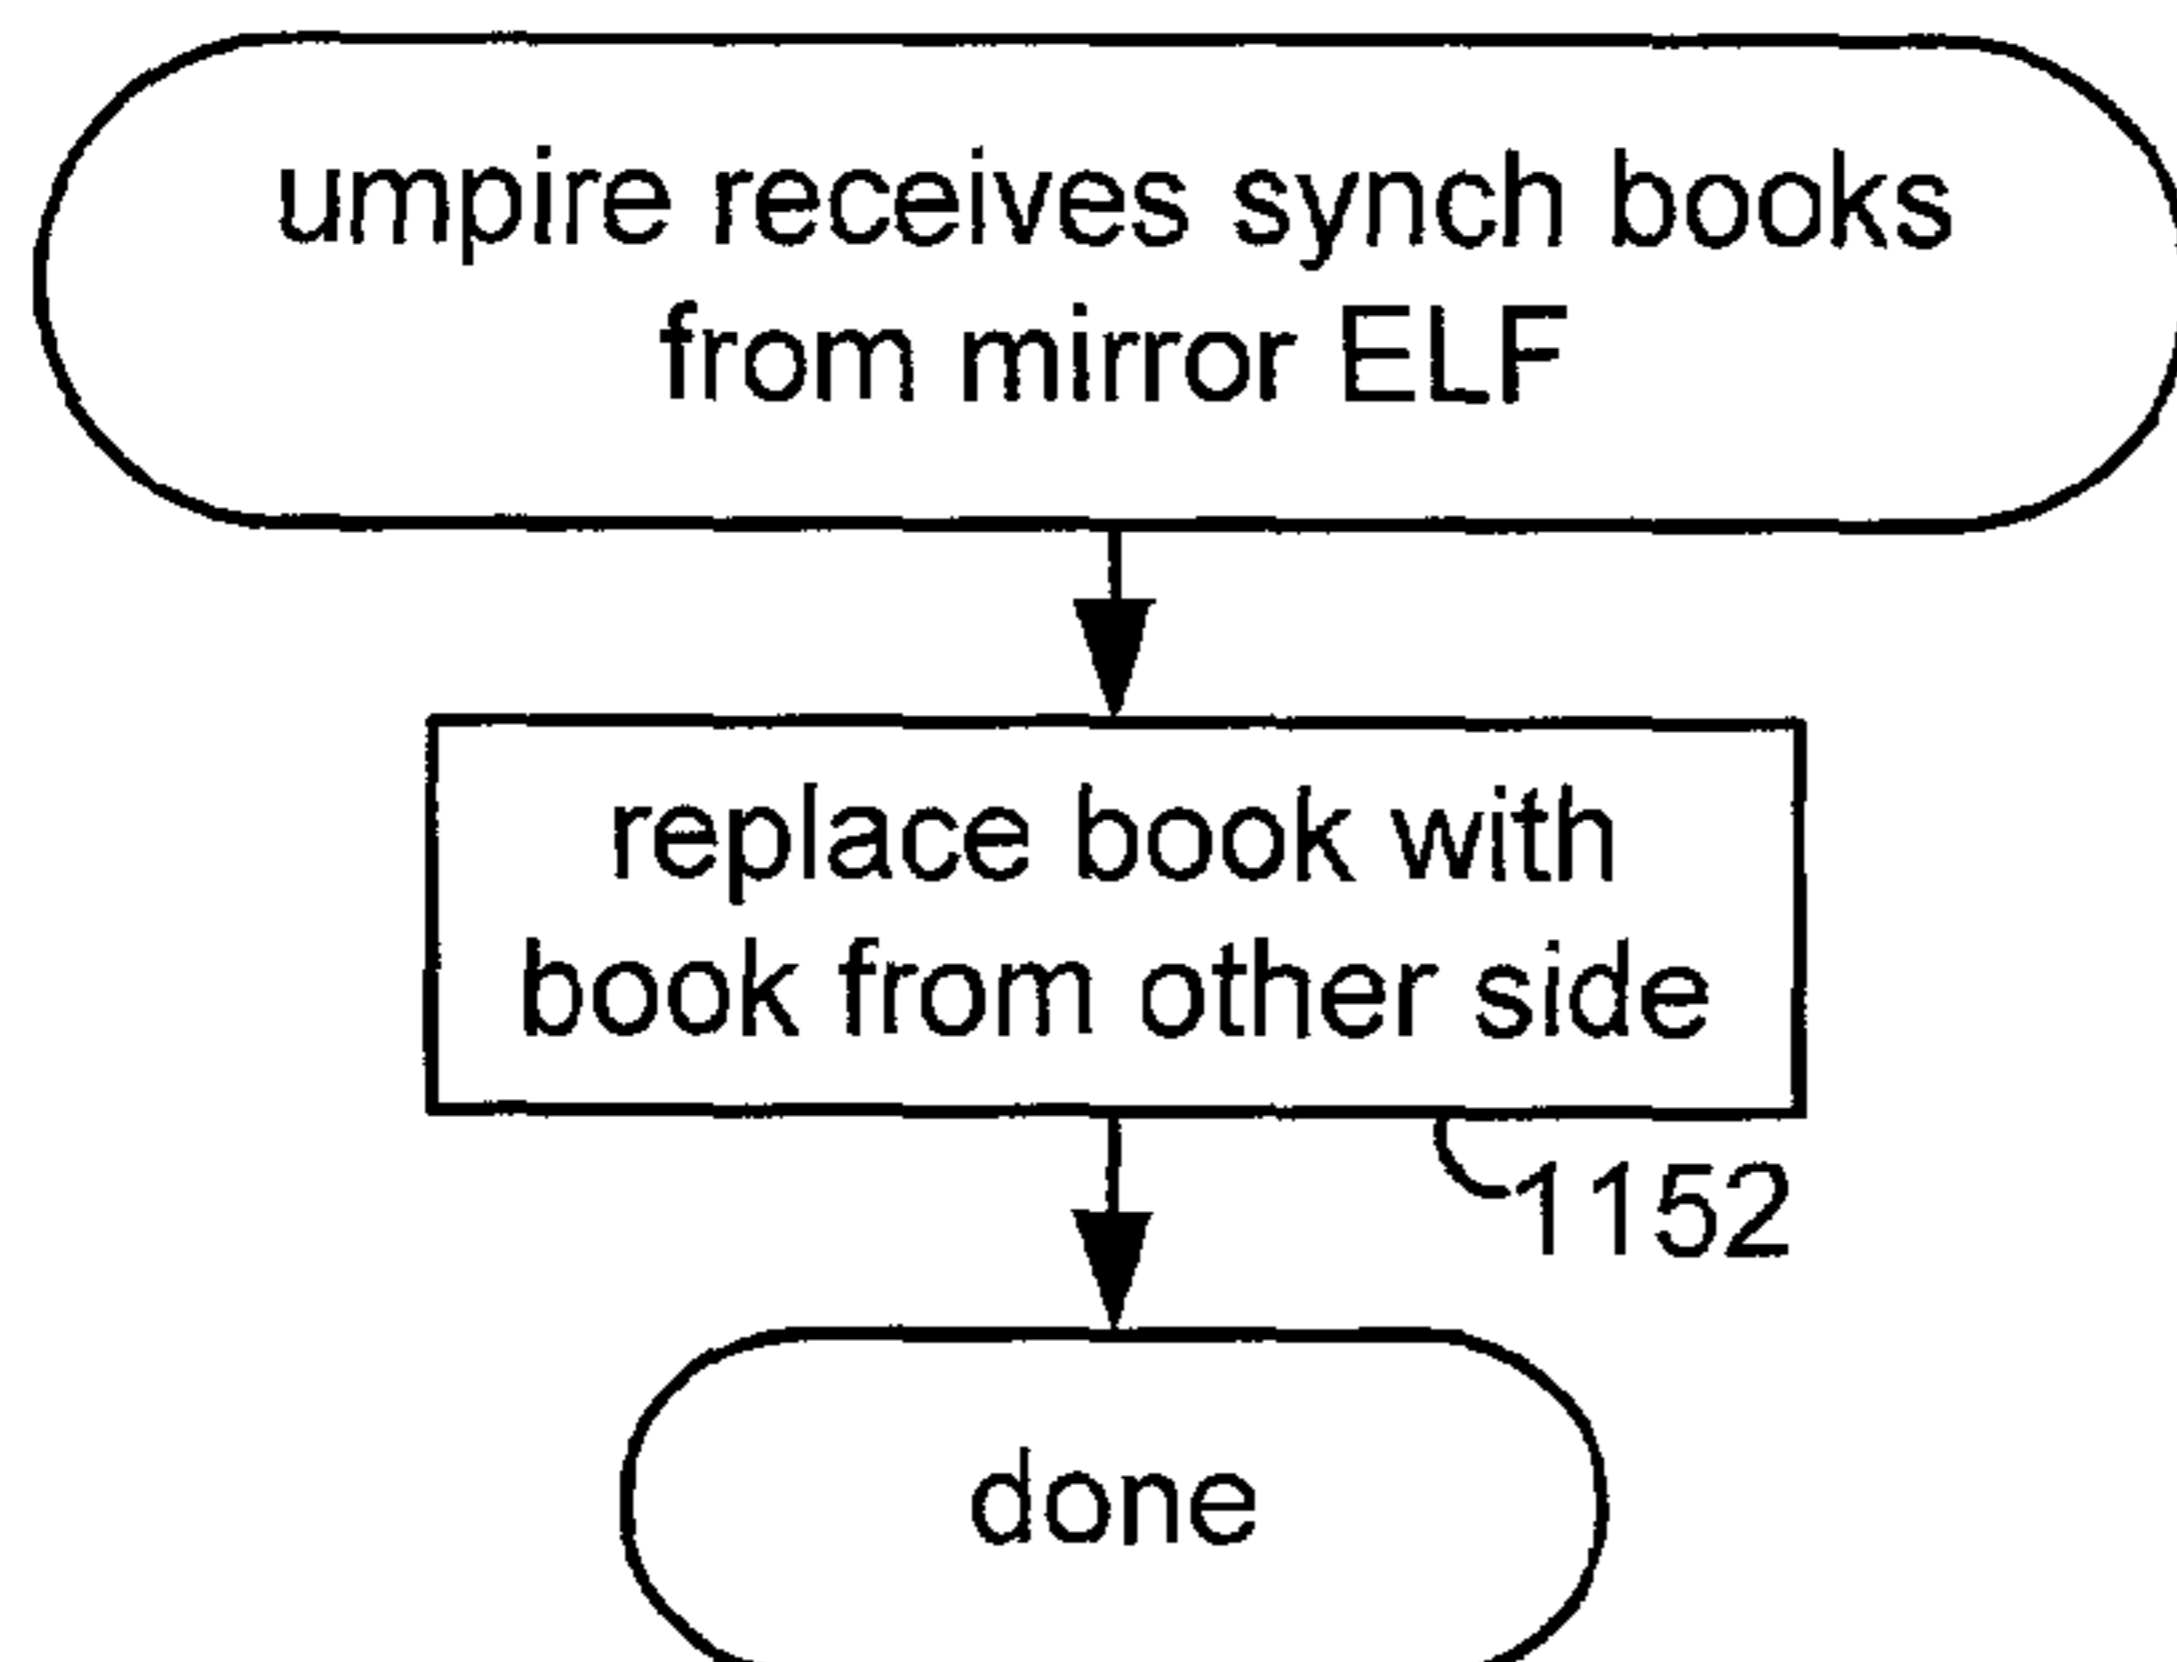 umpire receives synch books
from mirror ELF
replace book with
book from other side
1152
done